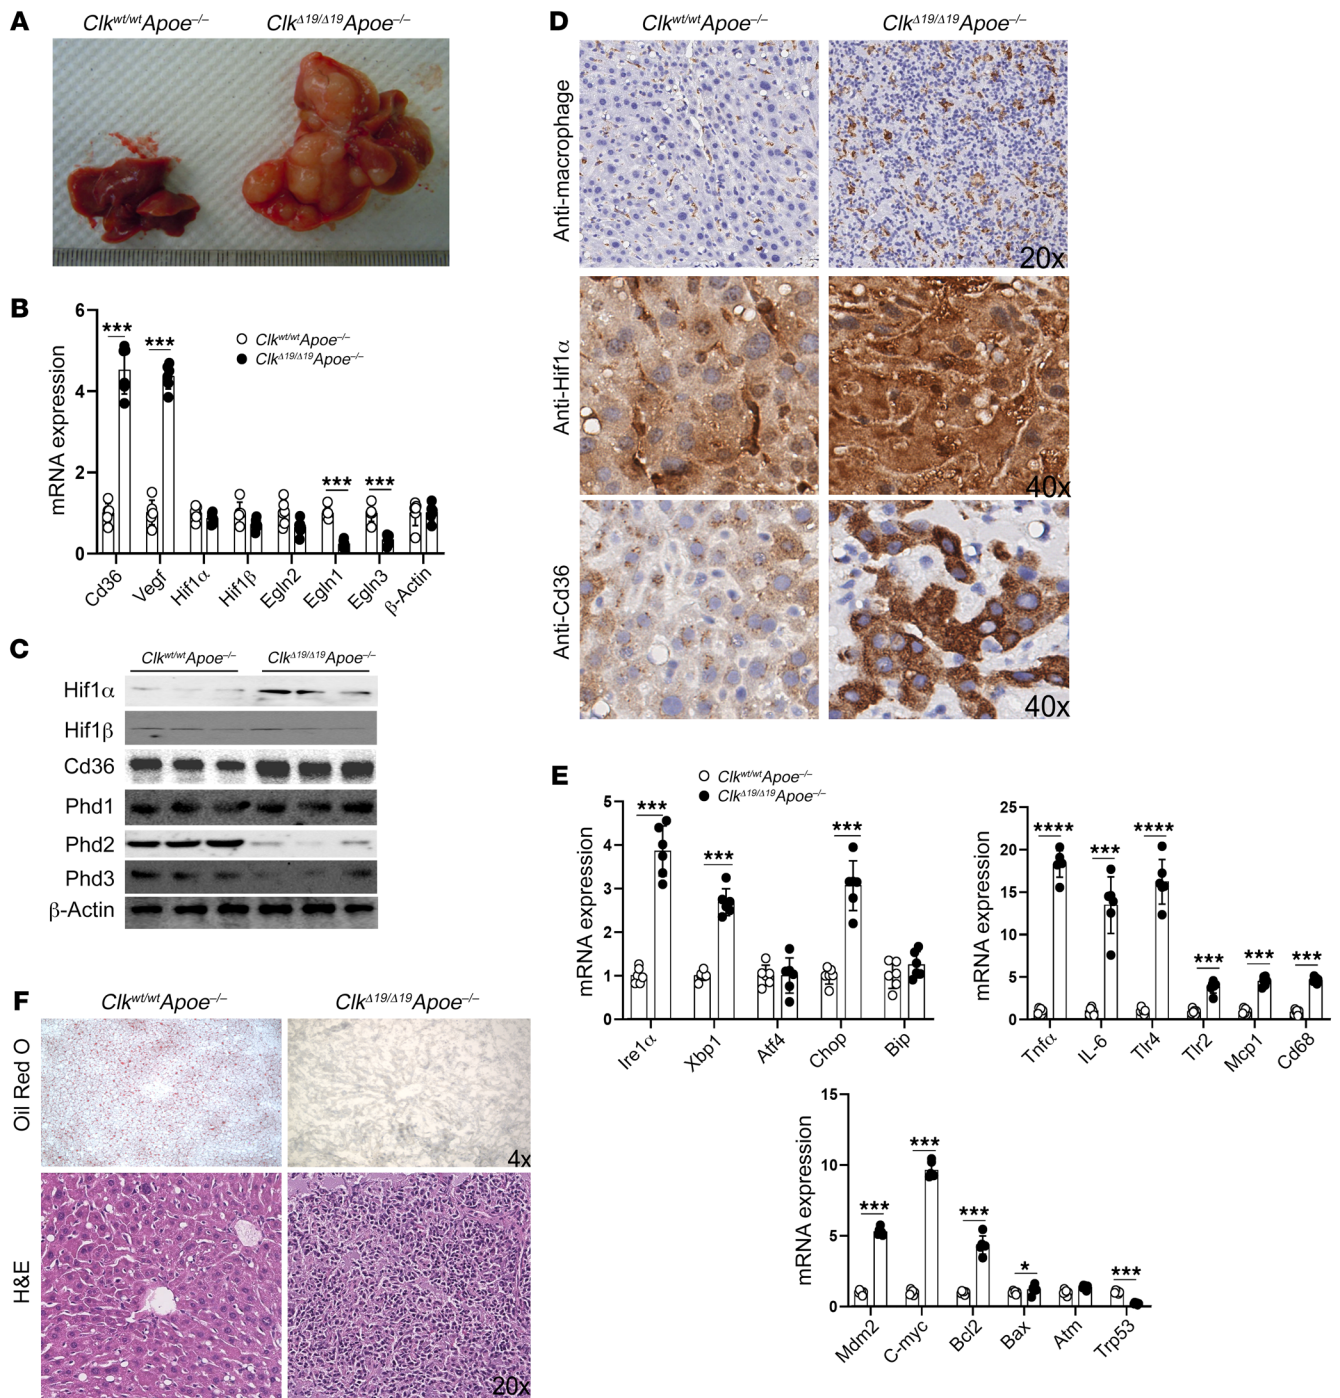 A
Clkwt/wtApoe–/–
ClkΔ19/Δ19Apoe–/–
B
mRNA expression
6
4
2
0
***
***
***
***
Clkwt/wtApoe–/–
ClkΔ19/Δ19Apoe–/–
Cd36
Vegf
Hif1α
Hif1β
Egln2
Egln1
Egln3
β-Actin
C
Clkwt/wtApoe–/–
ClkΔ19/Δ19Apoe–/–
Hif1α
Hif1β
Cd36
Phd1
Phd2
Phd3
β-Actin
D
Clkwt/wtApoe–/–
ClkΔ19/Δ19Apoe–/–
Anti-macrophage
20x
Anti-Hif1α
40x
Anti-Cd36
40x
E
Clkwt/wtApoe–/–
ClkΔ19/Δ19Apoe–/–
mRNA expression
5
4
3
2
1
0
***
***
***
Ire1α
Xbp1
Atf4
Chop
Bip
mRNA expression
25
20
15
10
5
0
****
***
****
***
***
***
Tnfα
IL-6
Tlr4
Tlr2
Mcp1
Cd68
mRNA expression
15
10
5
0
***
***
***
*
***
Mdm2
C-myc
Bcl2
Bax
Atm
Trp53
F
Clkwt/wtApoe–/–
ClkΔ19/Δ19Apoe–/–
Oil Red O
4x
H&E
20x